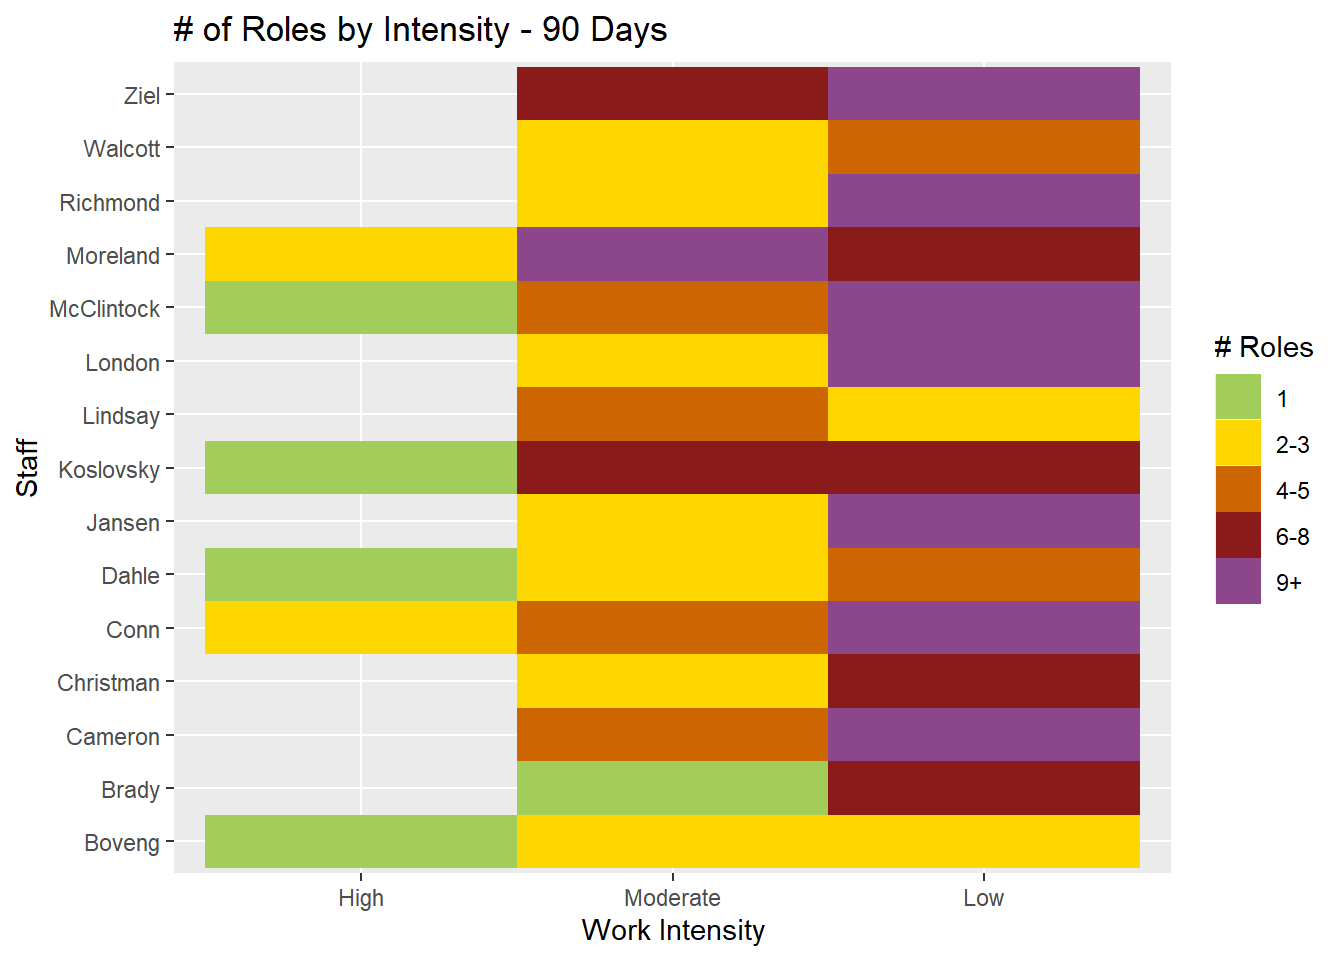 # of Roles by Intensity - 90 Days
Staff
Ziel
Walcott
Richmond
Moreland
McClintock
London
Lindsay
Koslovsky
Jansen
Dahle
Conn
Christman
Cameron
Brady
Boveng
High Moderate Low
Work Intensity
# Roles
1
2-3
4-5
6-8
9+